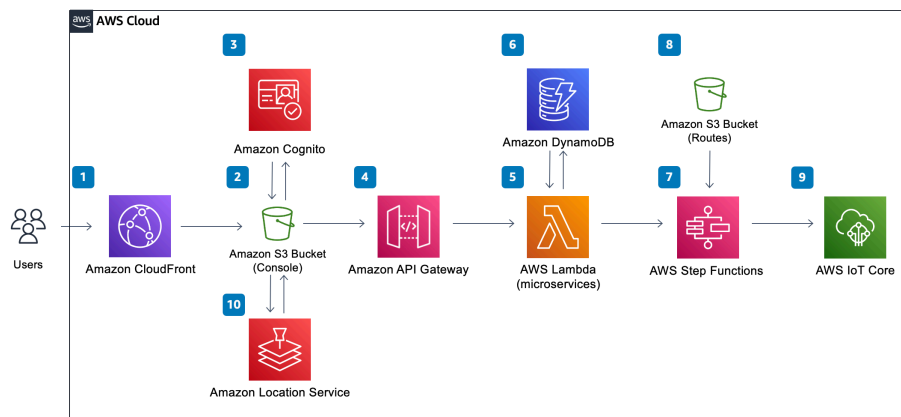 aws
AWS Cloud
3
6
8
Amazon Cognito
Amazon DynamoDB
Amazon S3 Bucket
(Routes)
1
2
4
5
7
9
Users
Amazon CloudFront
Amazon S3 Bucket
(Console)
</>
Amazon API Gateway
AWS Lambda
(microservices)
AWS Step Functions
AWS IoT Core
10
Amazon Location Service